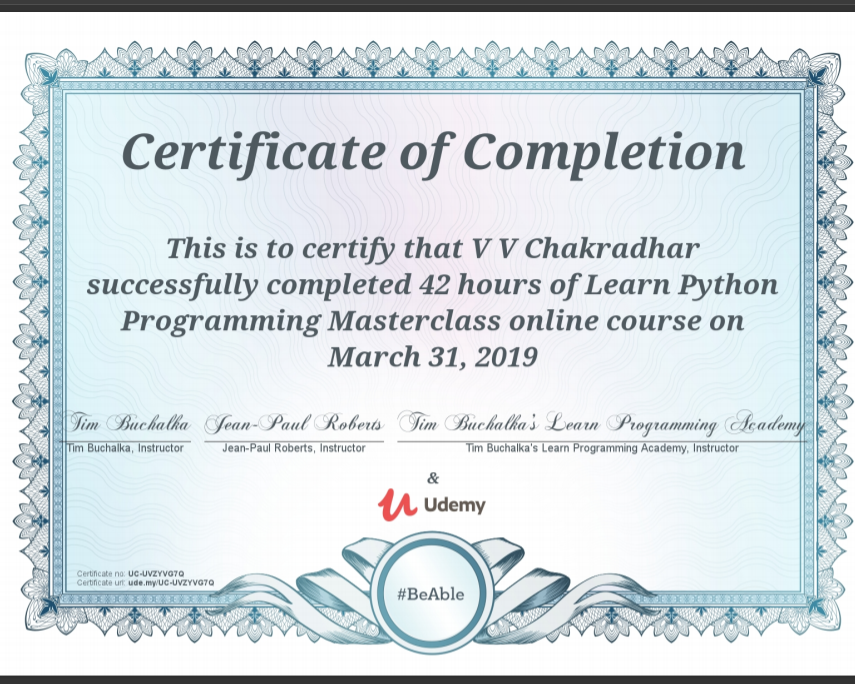 Certificate of Completion
This is to certify that V V Chakradhar
successfully completed 42 hours of Learn Python
Programming Masterclass online course on
March 31, 2019
Tim Buchalka Jean-Paul Roberts Tim Buchalka's Learn Programming Academy
Tim Buchalka, Instructor Jean-Paul Roberts, Instructor Tim Buchalka's Learn Programming Academy, Instructor
&
Udemy
Certificate no: UC-UVZYVG7Q
Certificate url: ude.my/UC-UVZYVG7Q
#BeAble